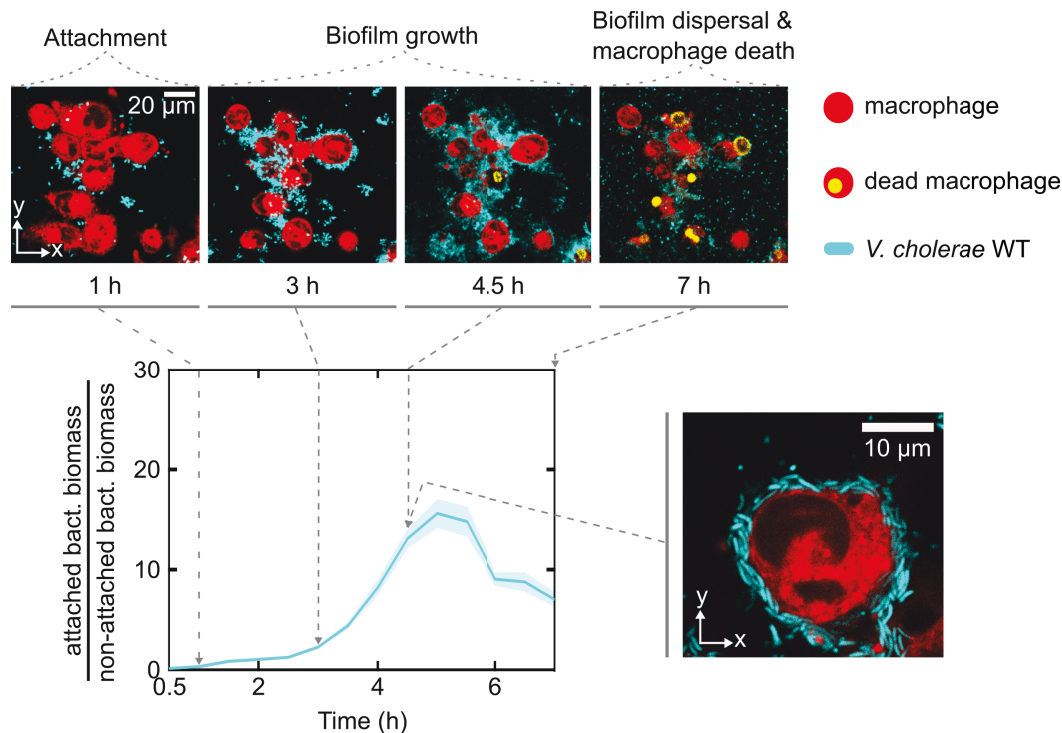 Attachment
Biofilm growth
Biofilm dispersal &
macrophage death
20 μm
y
x
1 h
3 h
4.5 h
7 h
macrophage
dead macrophage
V. cholerae WT
attached bact. biomass
non-attached bact. biomass
30
20
10
0
0.5
2
4
6
Time (h)
10 μm
y
x